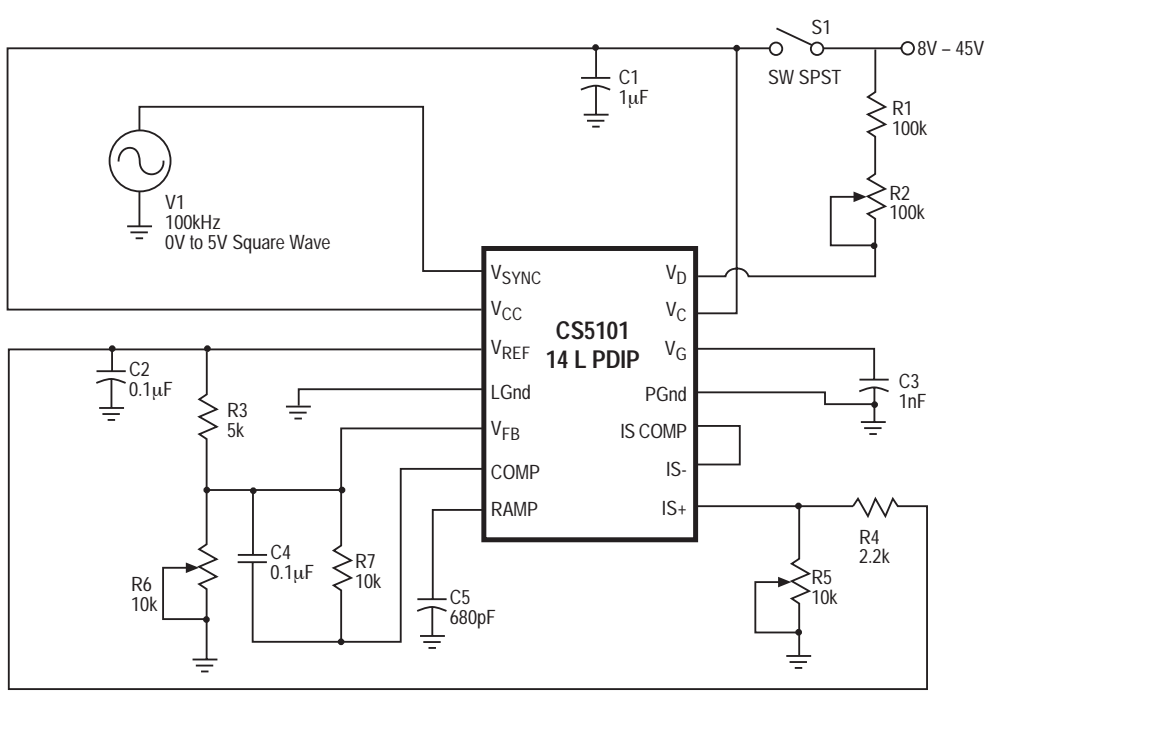 S1
8V – 45V
SW SPST
C1
1µF
R1
100k
R2
100k
V1
100kHz
0V to 5V Square Wave
VSYNC
VCC
VREF
LGnd
VFB
COMP
RAMP
CS5101
14 L PDIP
VD
VC
VG
PGnd
IS COMP
IS-
IS+
C2
0.1µF
R3
5k
C3
1nF
R6
10k
C4
0.1µF
R7
10k
C5
680pF
R4
2.2k
R5
10k